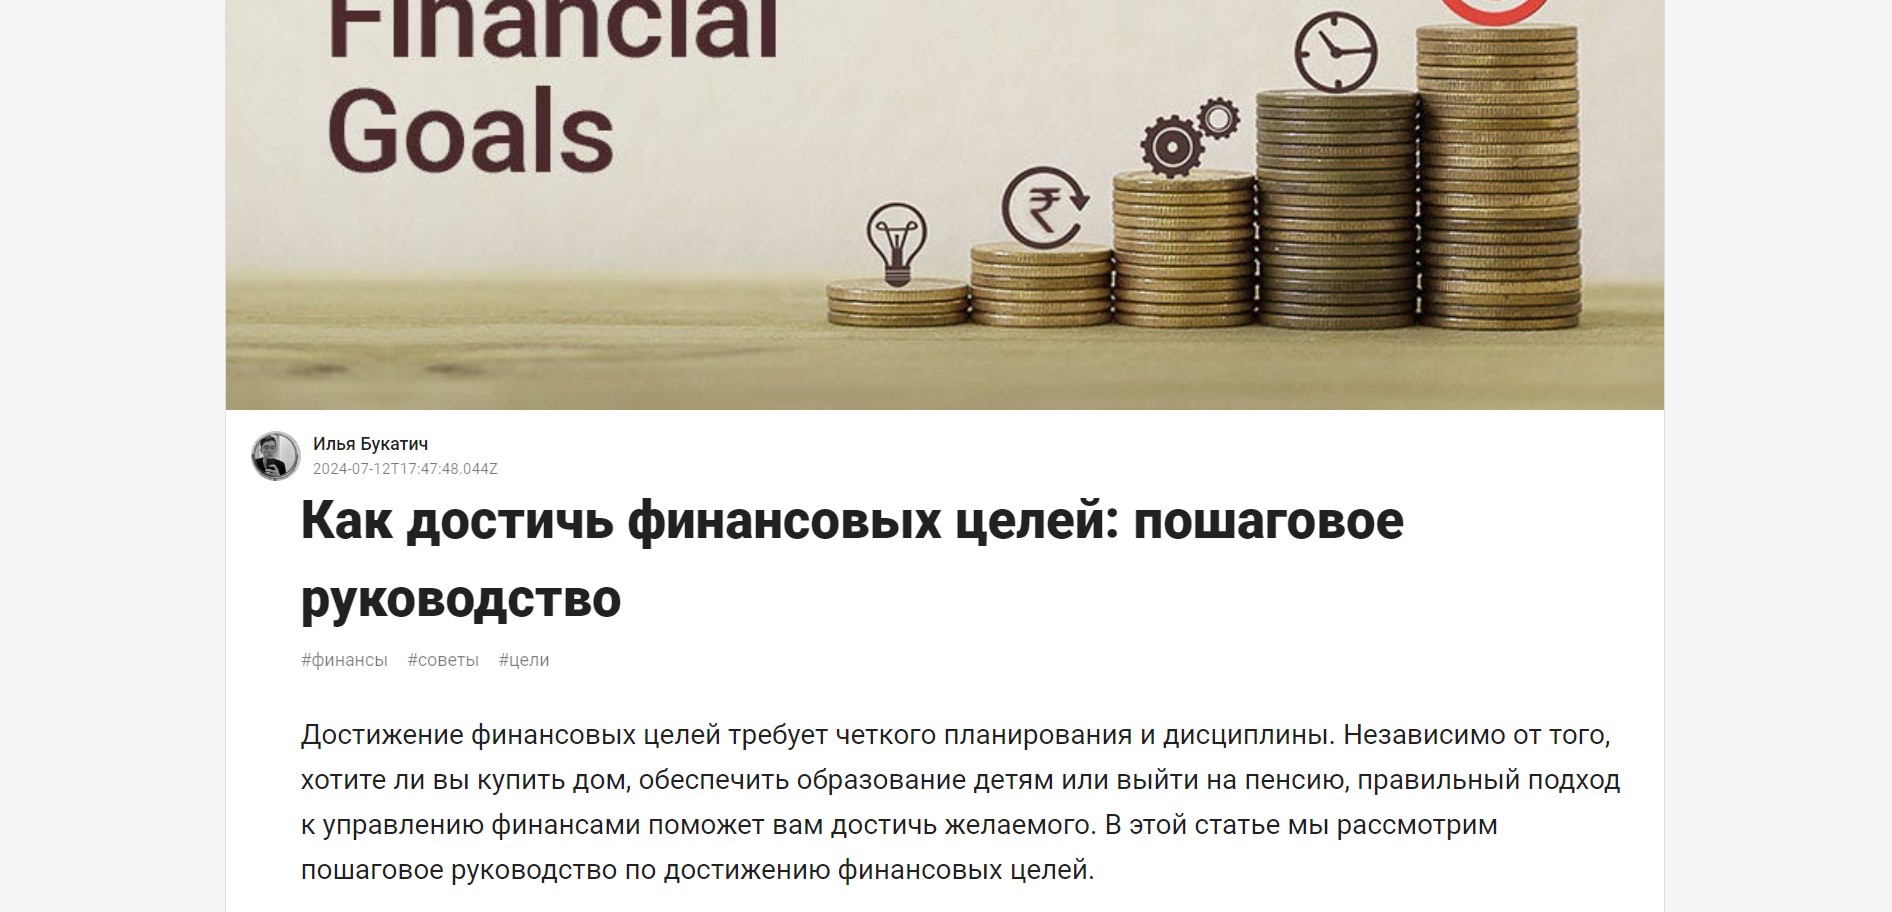 Financial
Goals
₹
Илья Букатич
2024-07-12T17:47:48.044Z
Как достичь финансовых целей: пошаговое
руководство
#финансы #советы #цели
Достижение финансовых целей требует четкого планирования и дисциплины. Независимо от того,
хотите ли вы купить дом, обеспечить образование детям или выйти на пенсию, правильный подход
к управлению финансами поможет вам достичь желаемого. В этой статье мы рассмотрим
пошаговое руководство по достижению финансовых целей.